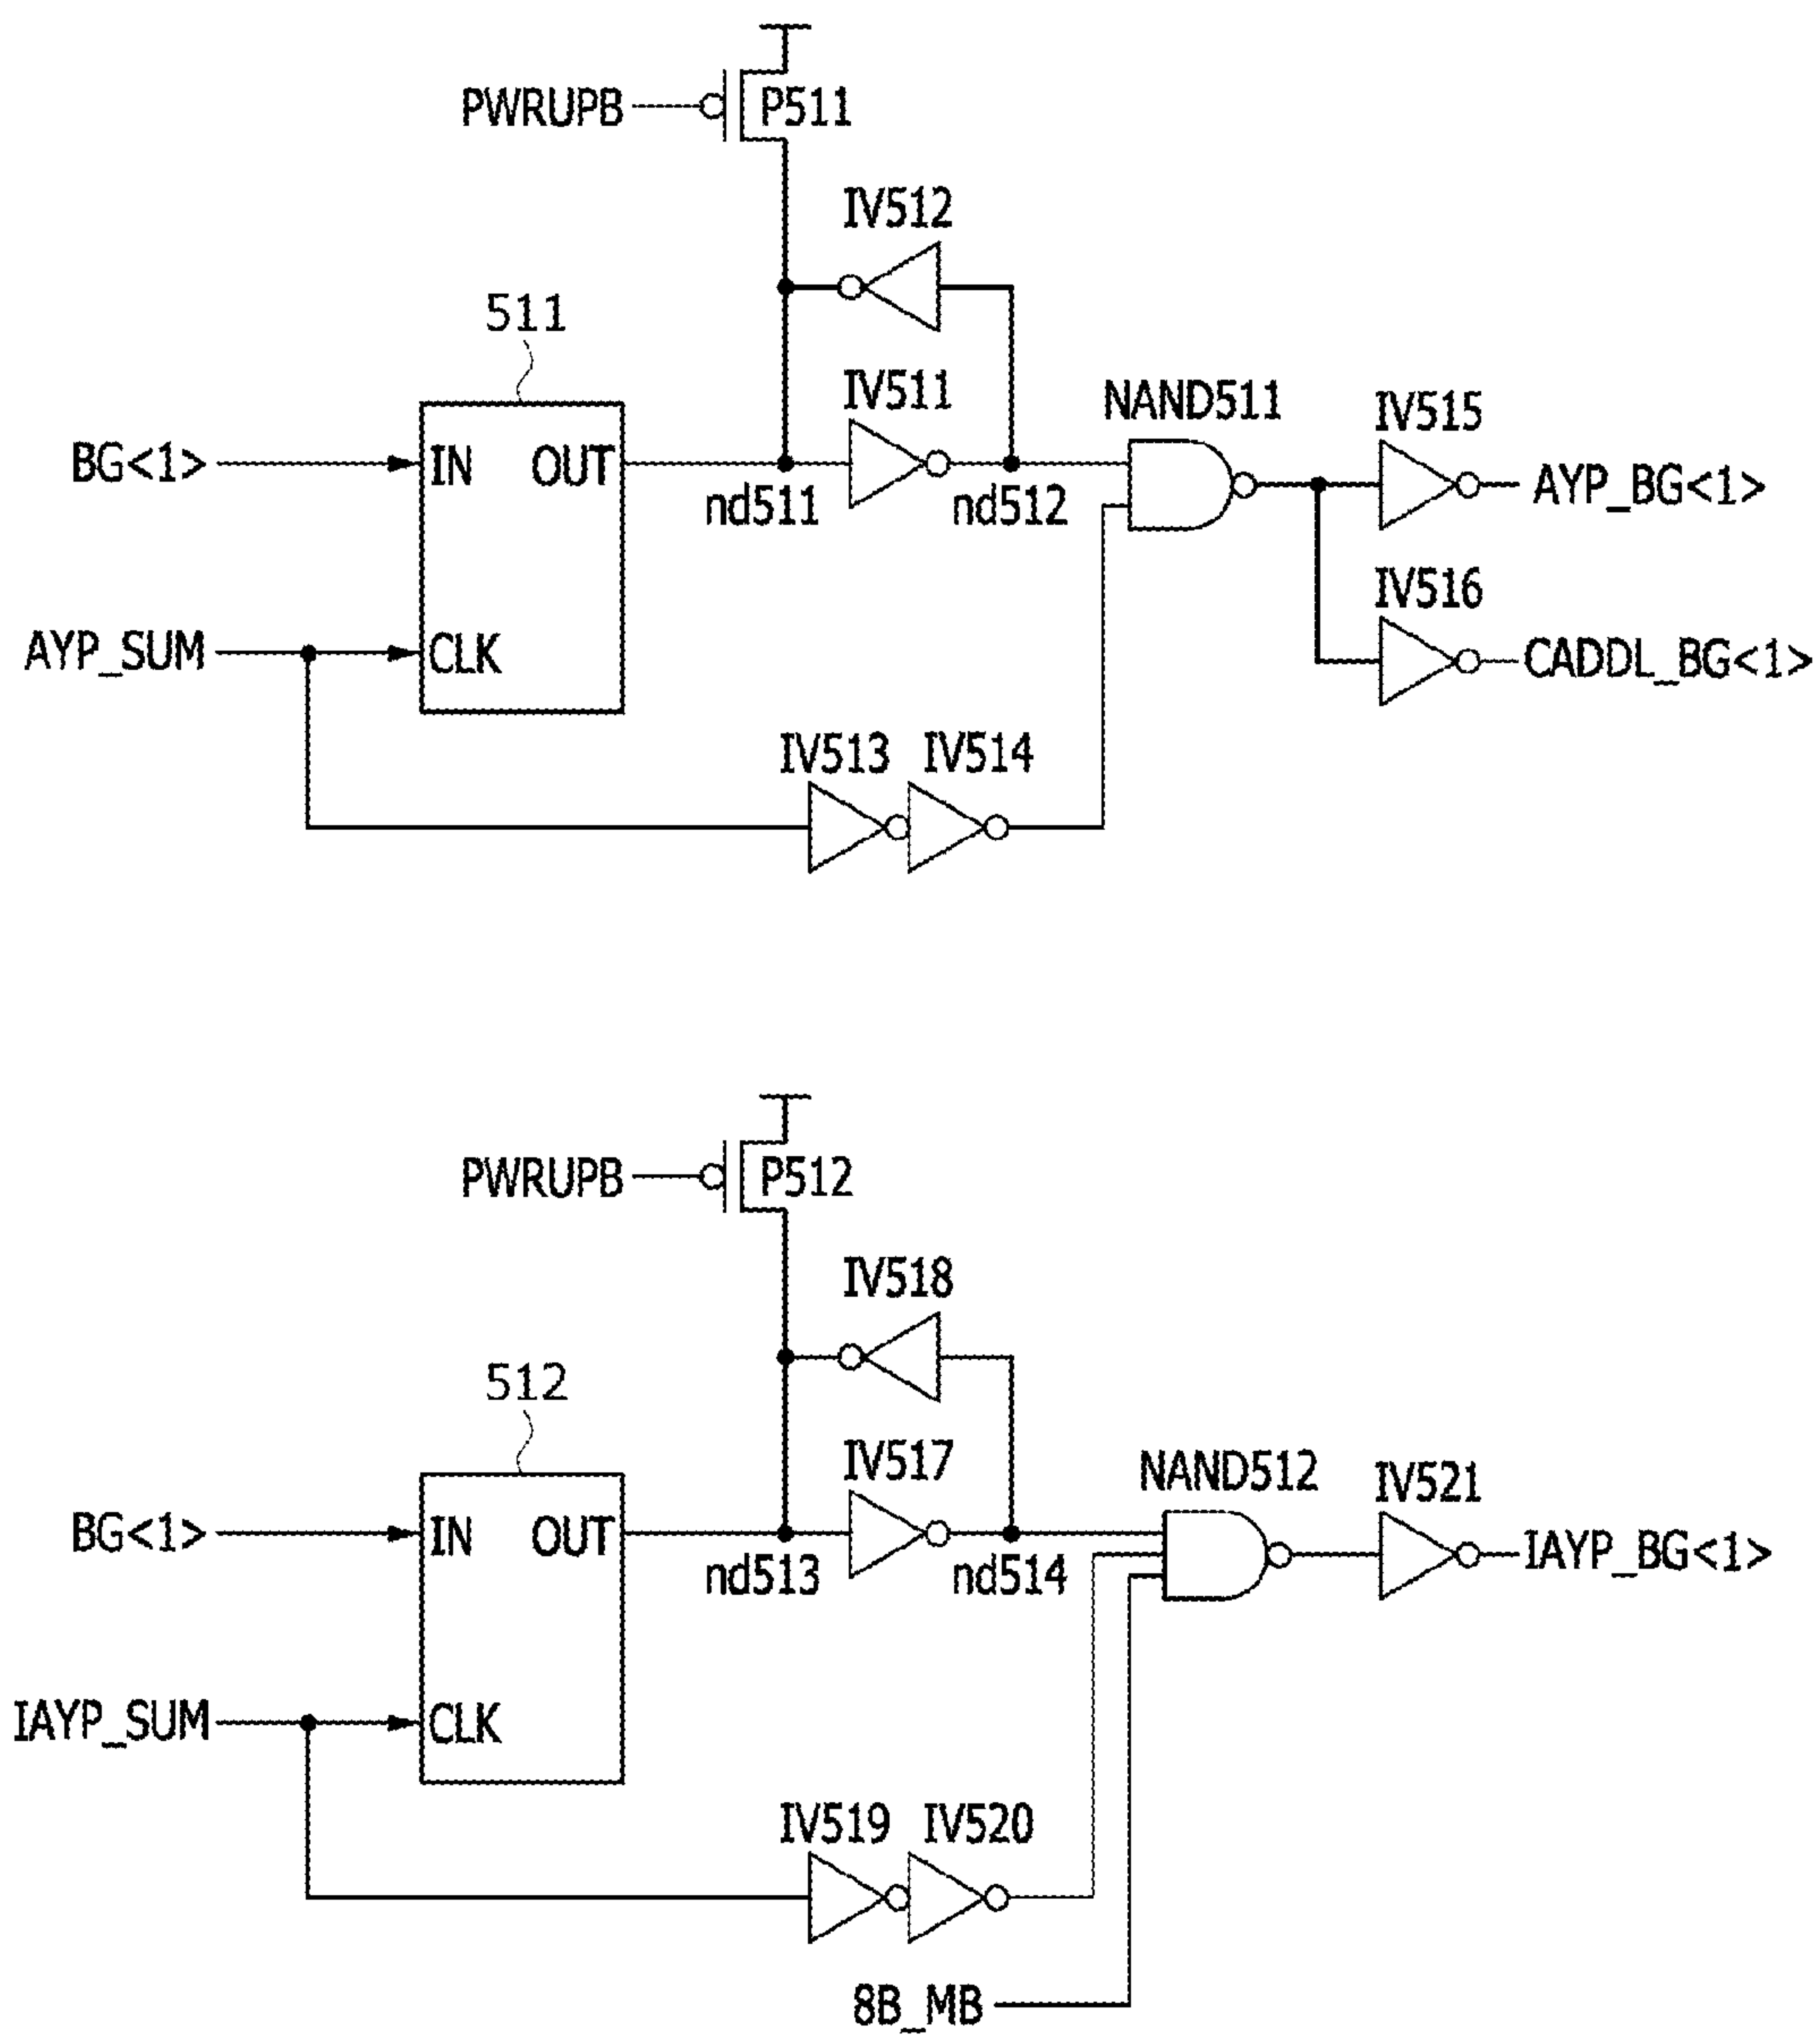 PWRUPB
P511
IV512
511
IV511
NAND511
IV515
BG<1>
IN
OUT
nd511
nd512
AYP_BG<1>
IV516
AYP_SUM
CLK
CADDL_BG<1>
IV513
IV514
PWRUPB
P512
IV518
512
IV517
NAND512
IV521
BG<1>
IN
OUT
nd513
nd514
IAYP_BG<1>
IAYP_SUM
CLK
IV519
IV520
8B_MB